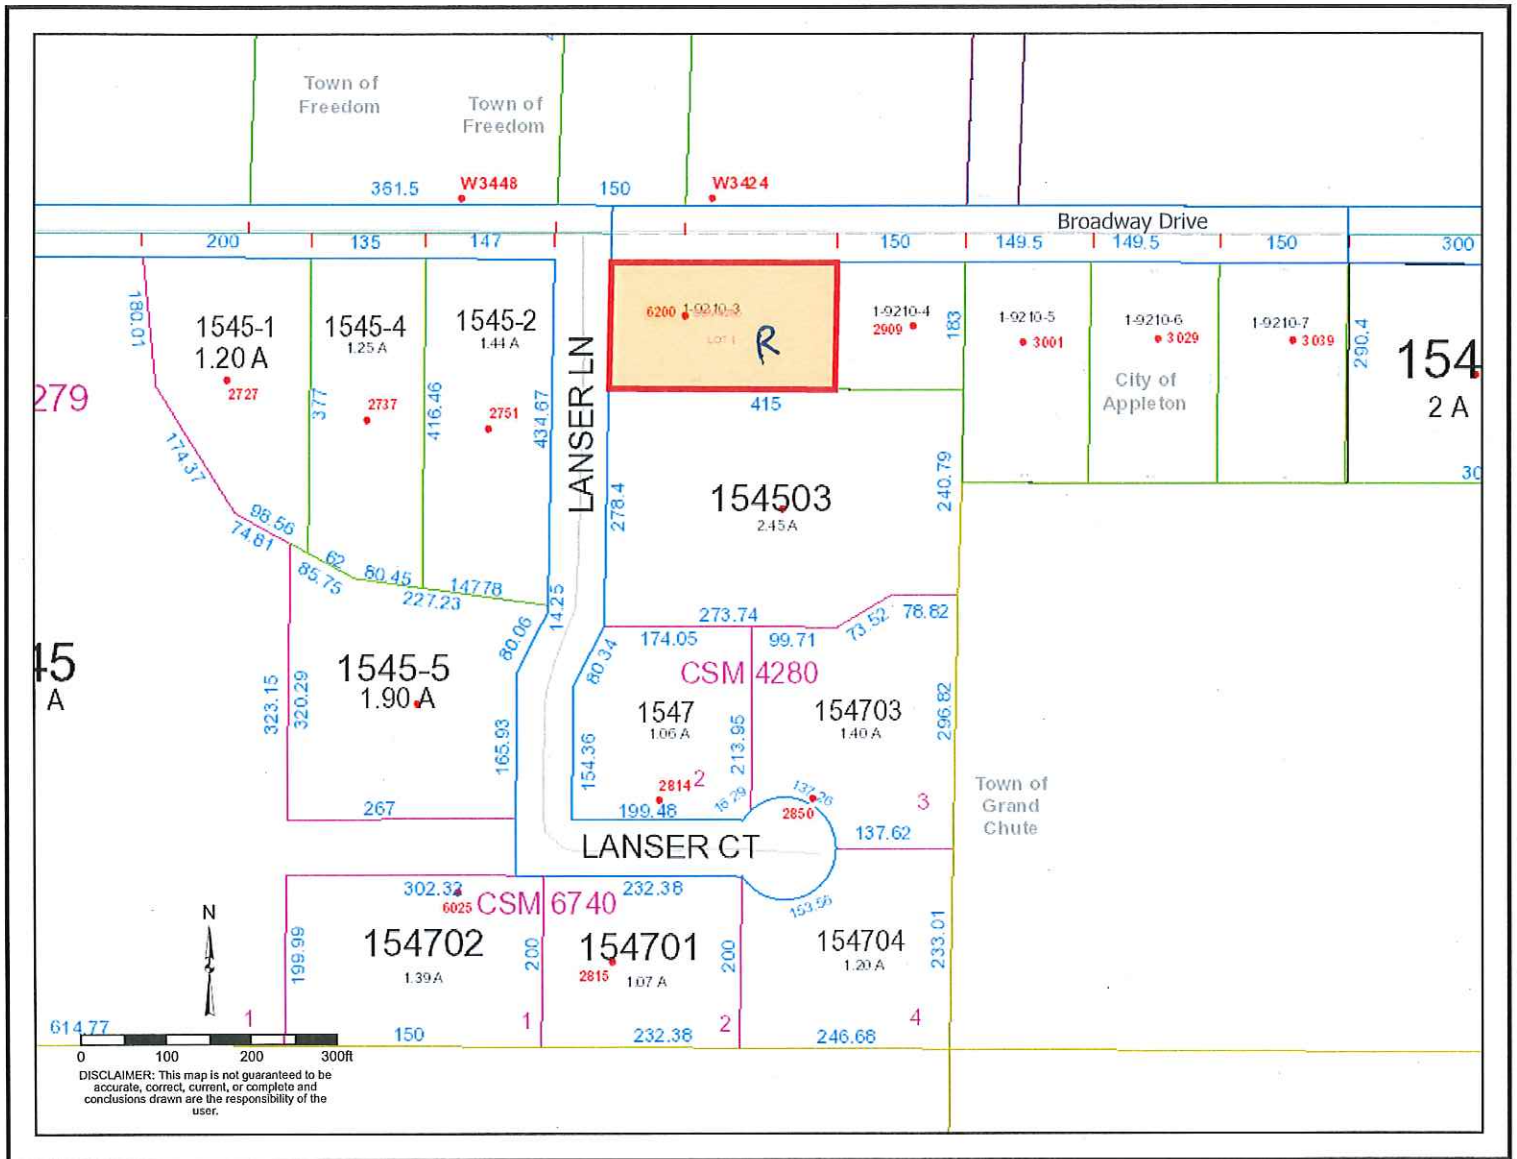 Town of
Freedom
Town of
Freedom
361.5
W3448
150
W3424
Broadway Drive
200
135
147
150
149.5
149.5
150
300
180.01
1545-1
1.20 A
2727
377
1545-4
1.25 A
2737
416.46
1545-2
1.44 A
2751
434.67
LANSER LN
6200
1-9210-3
LOT 1
R
1-9210-4
2909
183
1-9210-5
3001
1-9210-6
3029
1-9210-7
3039
290.4
154
2 A
City of
Appleton
279
415
174.37
98.56
74.81
62
85.75
80.45
147.78
227.23
14.25
278.4
154503
2.45 A
240.79
30
273.74
174.05
99.71
73.52
78.82
80.06
80.34
45
A
323.15
320.29
1545-5
1.90 A
165.93
267
CSM 4280
1547
1.06 A
154.36
2814
2
213.95
199.48
16.29
154703
1.40 A
296.82
137.26
2850
3
137.62
Town of
Grand
Chute
LANSER CT
302.32
6025
CSM 6740
232.38
153.56
N
199.99
154702
1.39 A
200
154701
2815
1.07 A
200
154704
1.20 A
233.01
1
1
2
4
614.77
150
232.38
246.68
0 100 200 300ft
DISCLAIMER: This map is not guaranteed to be
accurate, correct, current, or complete and
conclusions drawn are the responsibility of the
user.